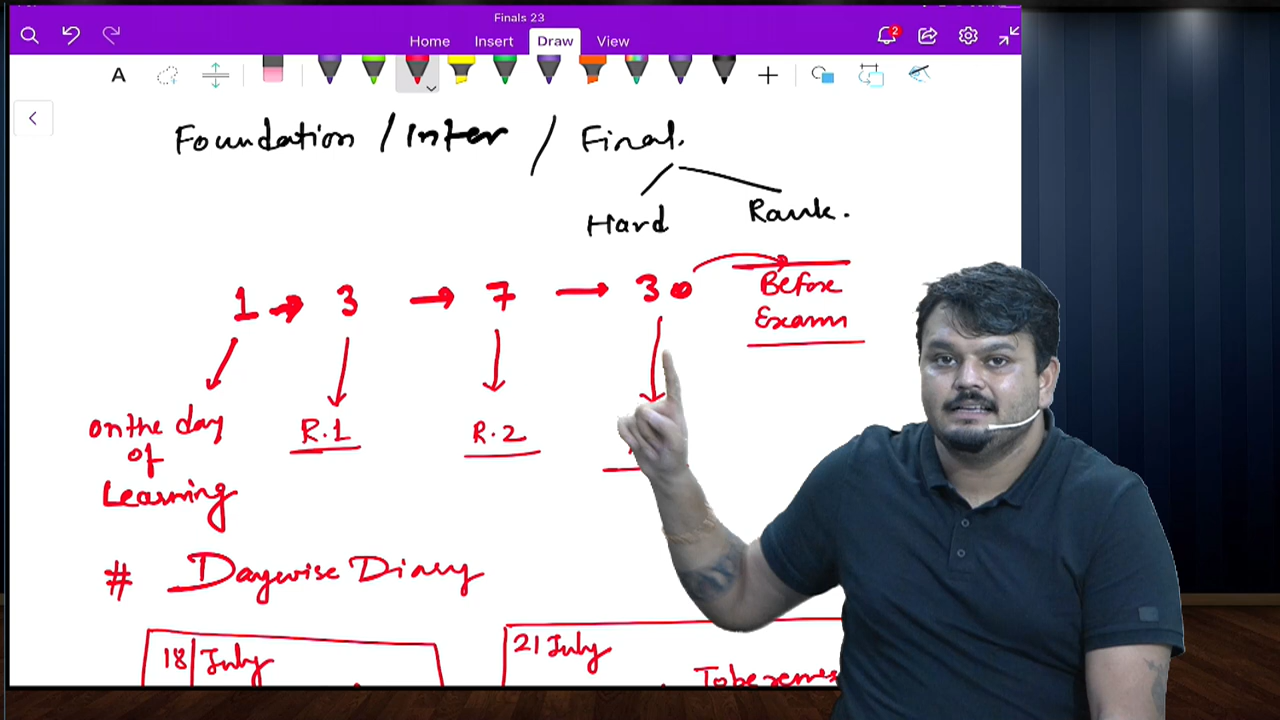 Finals 23
Home Insert Draw View
2
A
Foundation / Inter / Final.
Hard Rank.
1 → 3 → 7 → 30
Before
Exam
on the day
of
Learning
R.1 R.2
# Daywise Diary
18 July 21 July